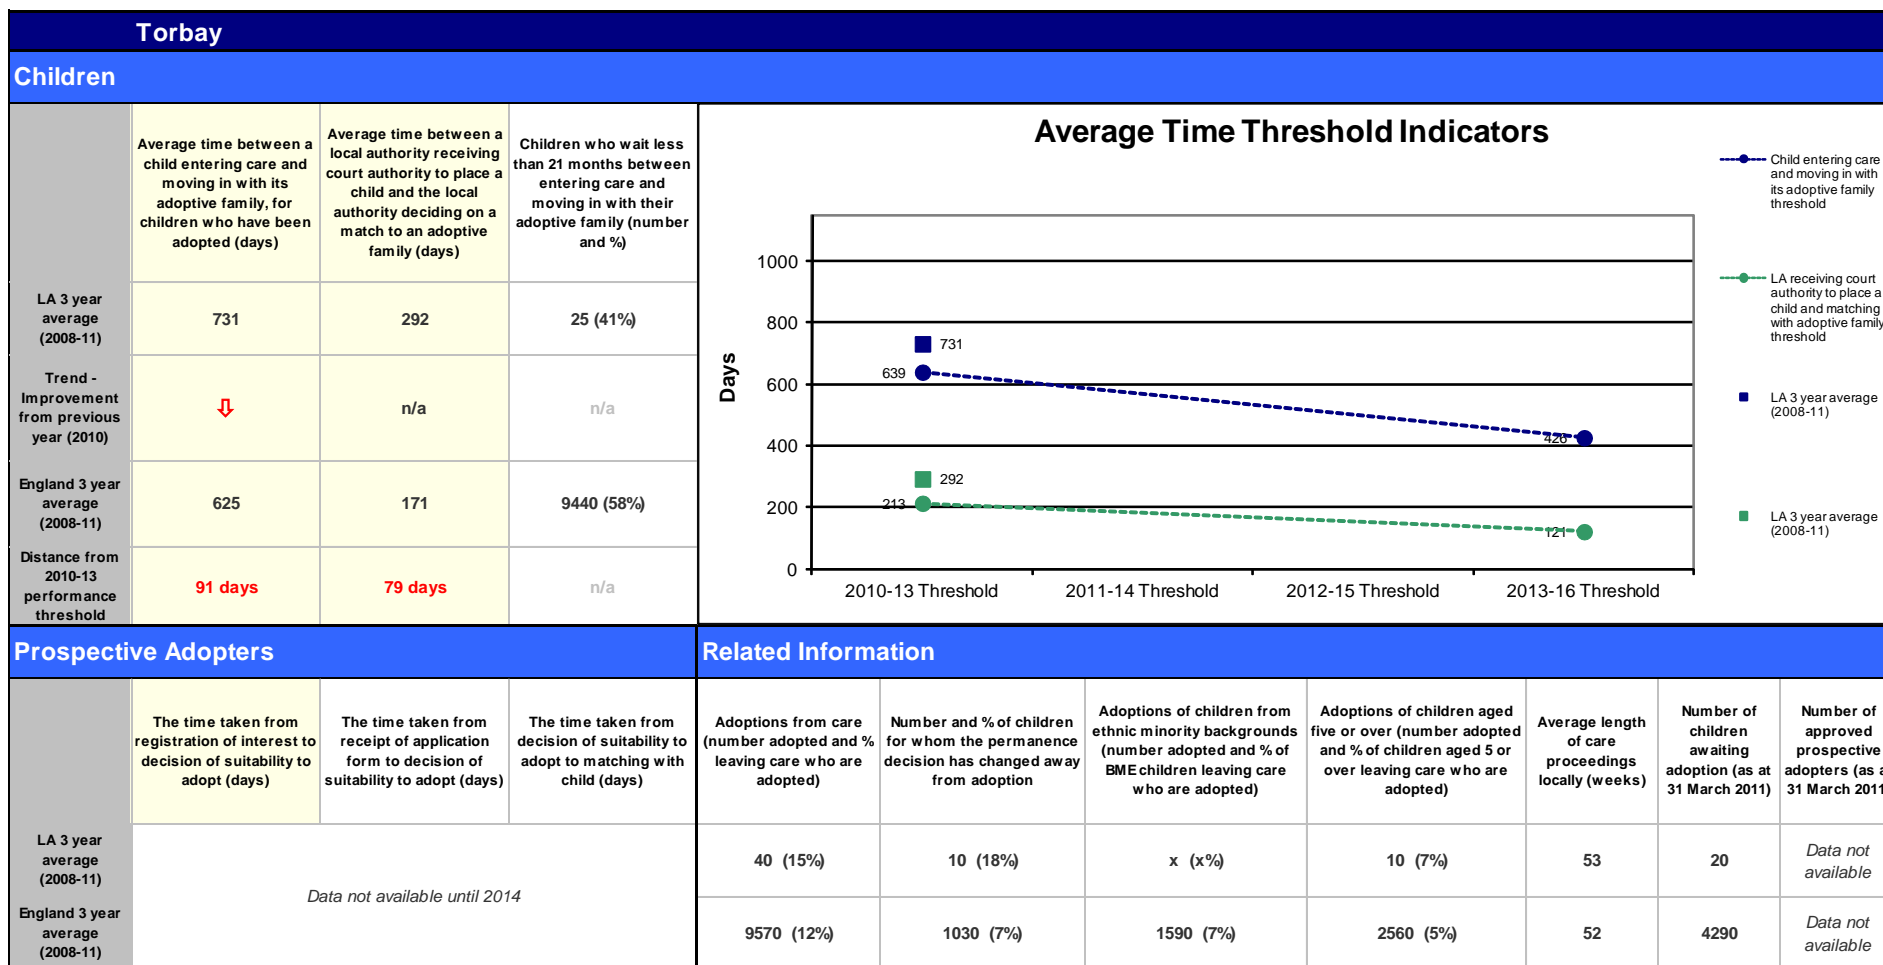 Torbay
Children
Average time between a
child entering care and
moving in with its
adoptive family, for
children who have been
adopted (days)
Average time between a
local authority receiving
court authority to place a
child and the local
authority deciding on a
match to an adoptive
family (days)
Children who wait less
than 21 months between
entering care and
moving in with their
adoptive family (number
and %)
LA 3 year
average
(2008-11)
731
292
25 (41%)
Trend -
Improvement
from previous
year (2010)
n/a
n/a
England 3 year
average
(2008-11)
625
171
9440 (58%)
Distance from
2010-13
performance
threshold
91 days
79 days
n/a
Average Time Threshold Indicators
Days
1000
800
600
400
200
0
731
639
426
292
213
121
2010-13 Threshold
2011-14 Threshold
2012-15 Threshold
2013-16 Threshold
Child entering care
and moving in with
its adoptive family
threshold
LA receiving court
authority to place a
child and matching
with adoptive family
threshold
LA 3 year average
(2008-11)
LA 3 year average
(2008-11)
Prospective Adopters
The time taken from
registration of interest to
decision of suitability to
adopt (days)
The time taken from
receipt of application
form to decision of
suitability to adopt (days)
The time taken from
decision of suitability to
adopt to matching with
child (days)
LA 3 year
average
(2008-11)
England 3 year
average
(2008-11)
Data not available until 2014
Related Information
Adoptions from care
(number adopted and %
leaving care who are
adopted)
Number and % of children
for whom the permanence
decision has changed away
from adoption
Adoptions of children from
ethnic minority backgrounds
(number adopted and % of
BME children leaving care
who are adopted)
Adoptions of children aged
five or over (number adopted
and % of children aged 5 or
over leaving care who are
adopted)
Average length
of care
proceedings
locally (weeks)
Number of
children
awaiting
adoption (as at
31 March 2011)
Number of
approved
prospective
adopters (as a
31 March 2011
40 (15%)
10 (18%)
x (x%)
10 (7%)
53
20
Data not
available
9570 (12%)
1030 (7%)
1590 (7%)
2560 (5%)
52
4290
Data not
available